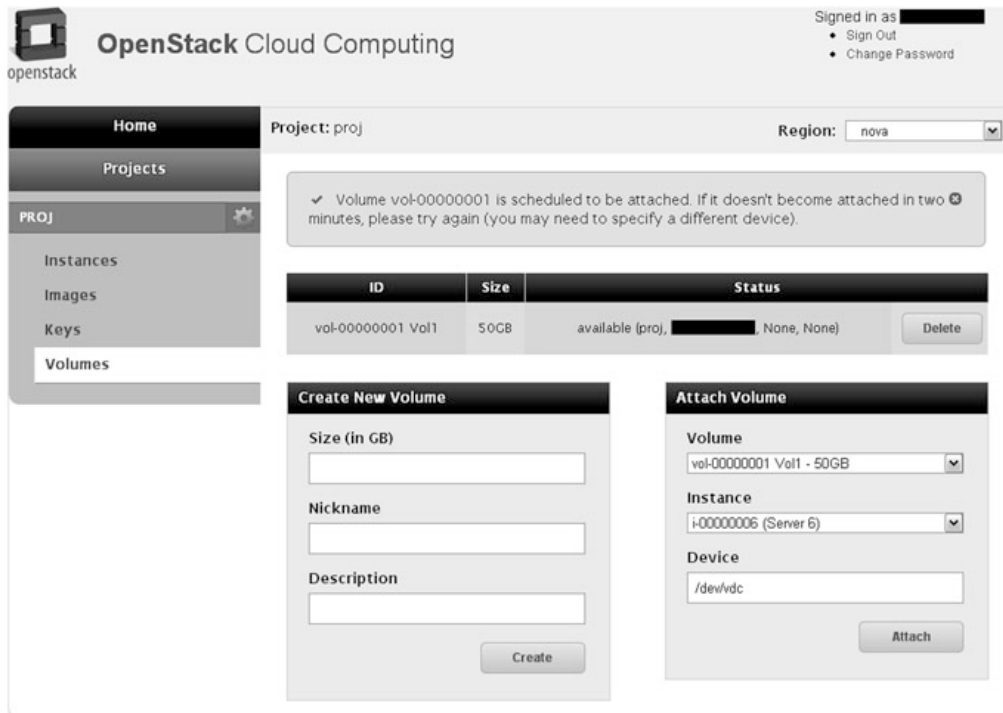 openstack
OpenStack Cloud Computing
Signed in as
Sign Out
Change Password
Home
Projects
PROJ
Instances
Images
Keys
Volumes
Project: proj
Region: nova
Volume vol-00000001 is scheduled to be attached. If it doesn't become attached in two
minutes, please try again (you may need to specify a different device).
ID Size Status
vol-00000001 Vol1 50GB available (proj, , None, None) Delete
Create New Volume
Size (in GB)
Nickname
Description
Create
Attach Volume
Volume
vol-00000001 Vol1 - 50GB
Instance
i-00000006 (Server 6)
Device
/dev/vdc
Attach